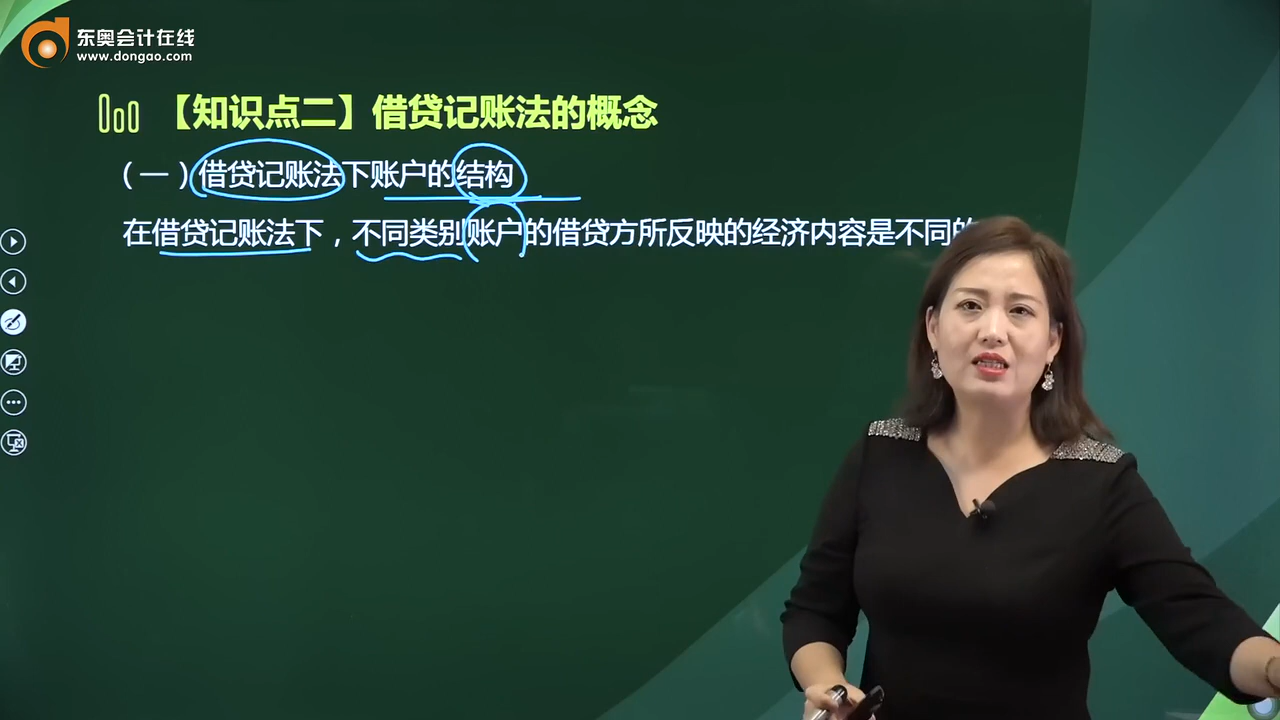 东奥会计在线
www.dongao.com
【知识点二】借贷记账法的概念
（一）借贷记账法下账户的结构
在借贷记账法下，不同类别账户的借贷方所反映的经济内容是不同的